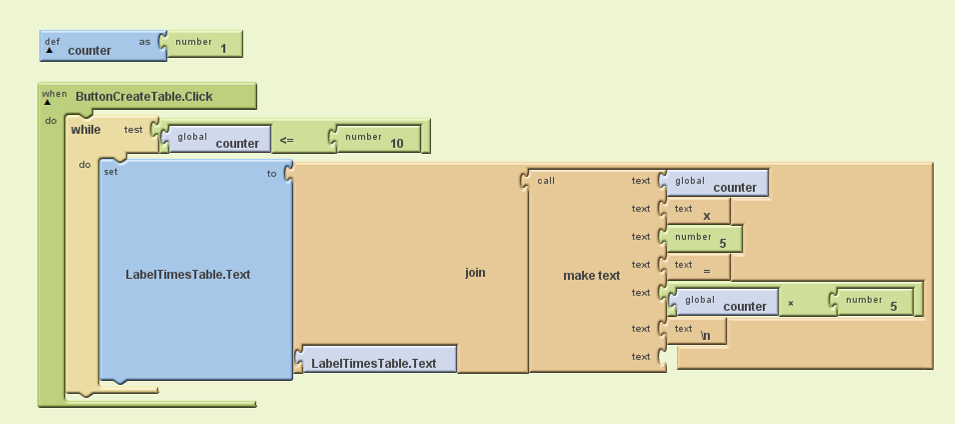 def counter as number 1
when ButtonCreateTable.Click
do while test global counter <= number 10
do set LabelTimesTable.Text to LabelTimesTable.Text join call make text
text global counter
text text x
text number 5
text text =
text global counter × number 5
text text \n
text